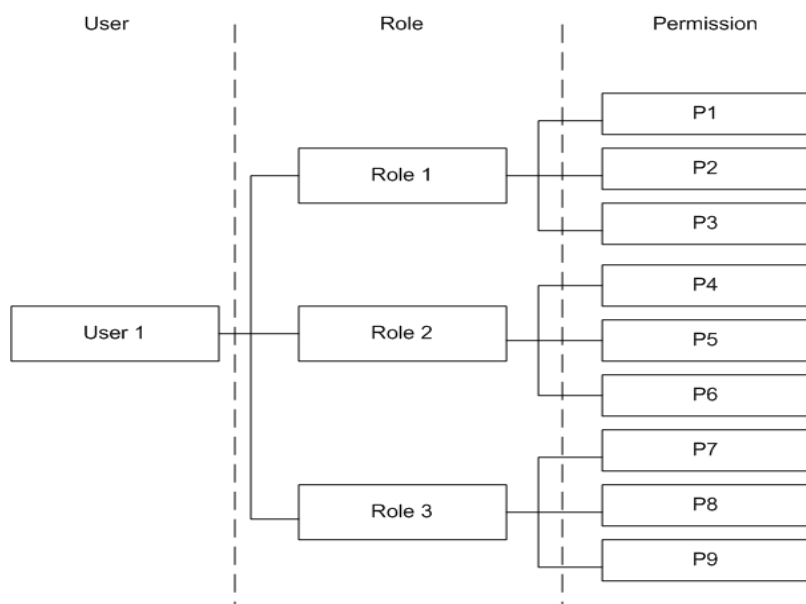 User
Role
Permission
P1
Role 1
P2
P3
P4
User 1
Role 2
P5
P6
P7
Role 3
P8
P9